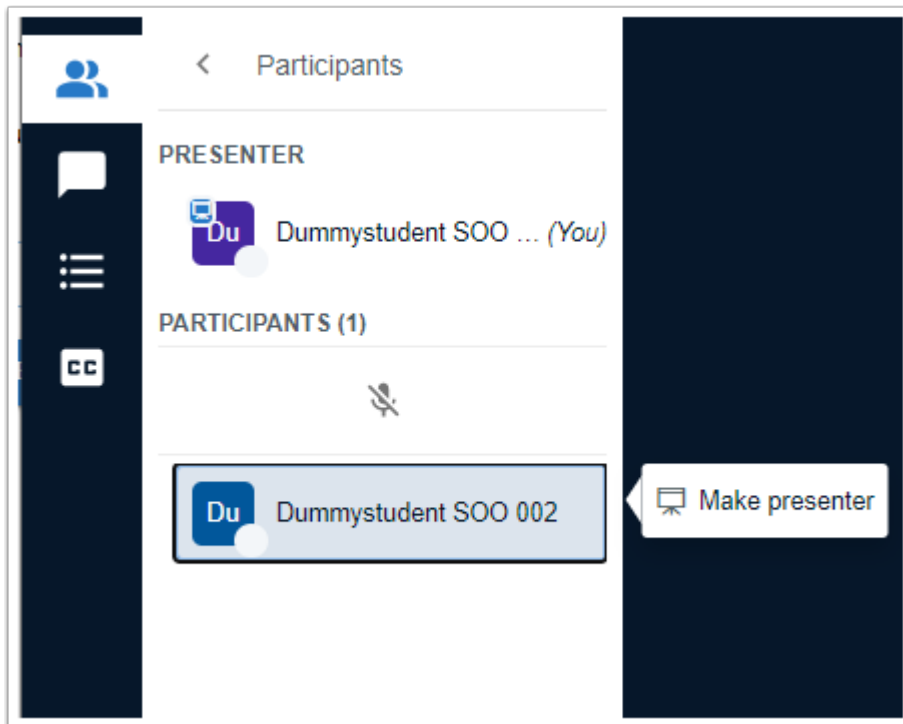 Participants
PRESENTER
Du
Dummystudent SOO ... (You)
PARTICIPANTS (1)
CC
Du
Dummystudent SOO 002
Make presenter